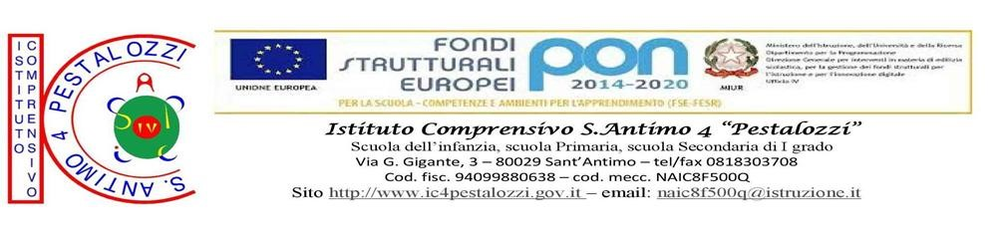 ISTITUTO
COMPRENSIVO
S. ANTIMO 4 PESTALOZZI
S IV
FONDI
STRUTTURALI
EUROPEI
pon
2014-2020
UNIONE EUROPEA
MIUR
Ministero dell'Istruzione, dell'Università e della Ricerca
Dipartimento per la Programmazione
Direzione Generale per interventi in materia di edilizia
scolastica, per la gestione dei fondi strutturali per
l'istruzione e per l'innovazione digitale
Ufficio IV
PER LA SCUOLA - COMPETENZE E AMBIENTI PER L'APPRENDIMENTO (FSE-FESR)
Istituto Comprensivo S.Antimo 4 “Pestalozzi”
Scuola dell’infanzia, scuola Primaria, scuola Secondaria di I grado
Via G. Gigante, 3 – 80029 Sant’Antimo – tel/fax 0818303708
Cod. fisc. 94099880638 – cod. mecc. NAIC8F500Q
Sito http://www.ic4pestalozzi.gov.it – email: naic8f500q@istruzione.it